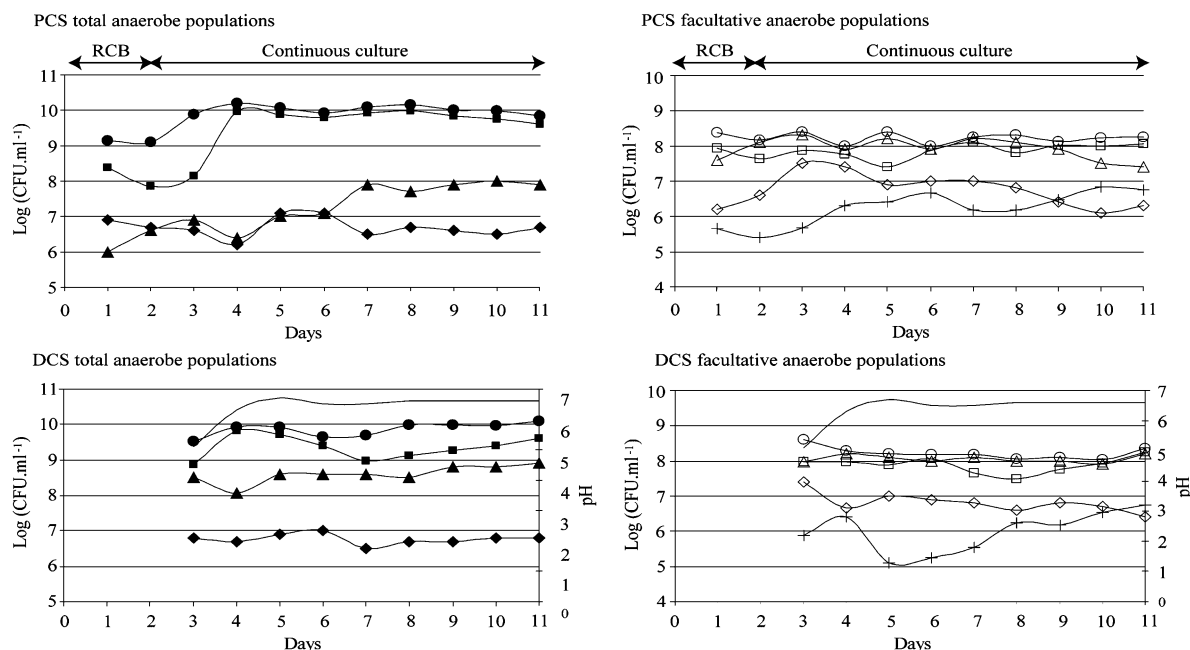 PCS total anaerobe populations
RCB Continuous culture
11
10
9
8
7
6
5
Log (CFU.ml-1)
0 1 2 3 4 5 6 7 8 9 10 11
Days
PCS facultative anaerobe populations
RCB Continuous culture
10
9
8
7
6
5
4
Log (CFU.ml-1)
0 1 2 3 4 5 6 7 8 9 10 11
Days
DCS total anaerobe populations
11
10
9
8
7
6
5
Log (CFU.ml-1)
7
6
5
4
3
2
1
0
pH
0 1 2 3 4 5 6 7 8 9 10 11
Days
DCS facultative anaerobe populations
10
9
8
7
6
5
4
Log (CFU.ml-1)
7
6
5
4
3
2
1
0
pH
0 1 2 3 4 5 6 7 8 9 10 11
Days